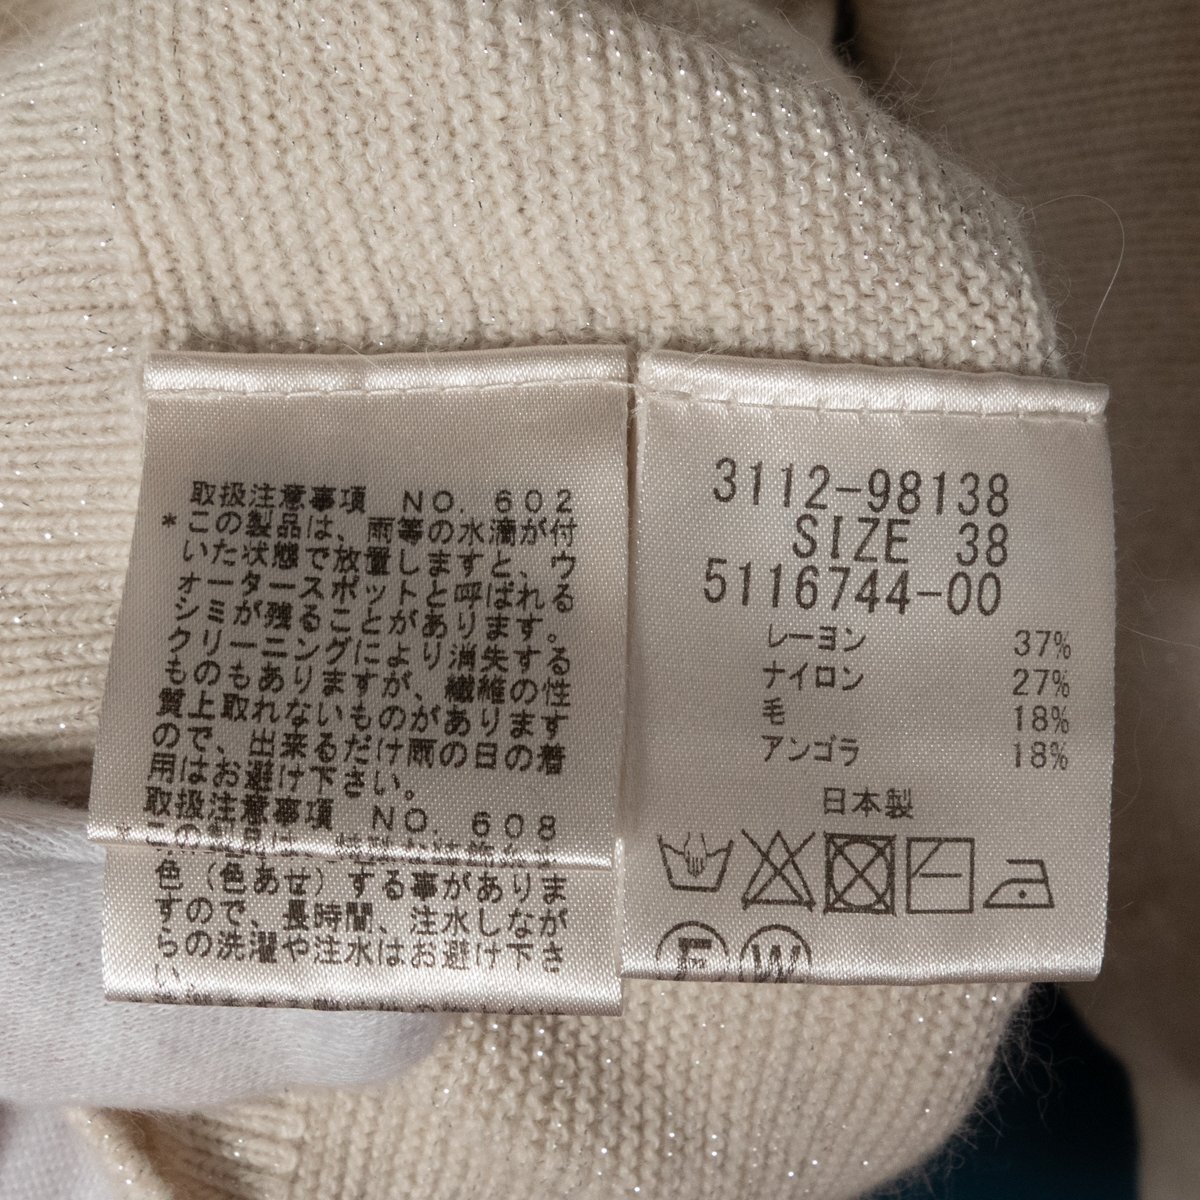 取扱注意事項 NO. 602
*この製品は、雨等の水滴が付
いた状態で放置しますと、ウ
ォータースポットと呼ばれる
シミが残ることがあります。
クリーニングにより消失する
ものもありますが、繊維の性
質上取れないものがあります
ので、出来るだけ雨の日の着
用はお避け下さい。
取扱注意事項 NO. 608
色（色あせ）する事がありま
すので、長時間、注水しなが
らの洗濯や注水はお避け下さ
い。
3112-98138
SIZE 38
5116744-00
レーヨン 37%
ナイロン 27%
毛 18%
アンゴラ 18%
日本製
F W